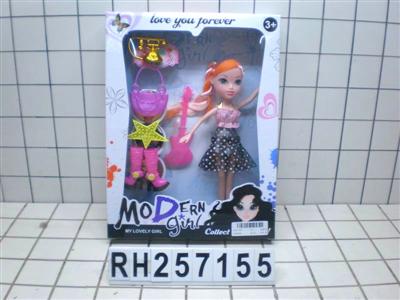 love you forever
3+
MODERN
girl
MY LOVELY GIRL
Collect
RH257155